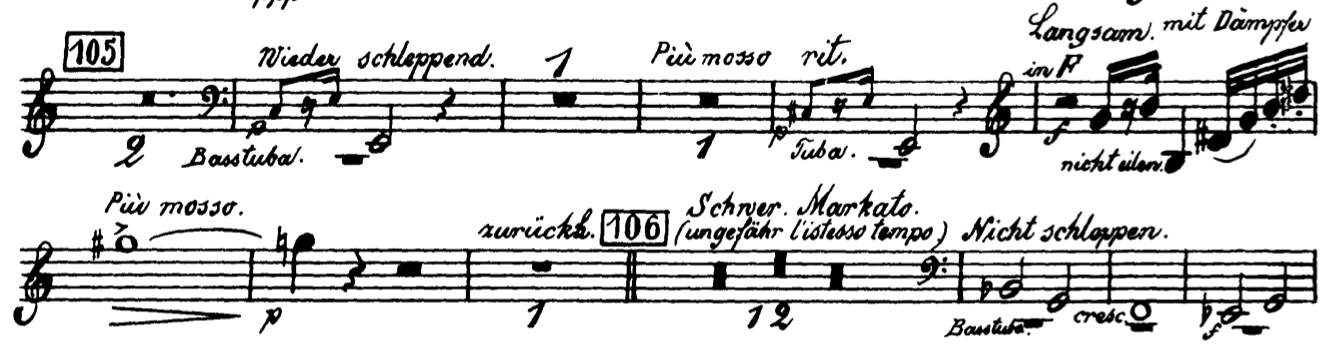 105 Wieder schleppend. 1 Più mosso rit. Langsam. mit Dämpfer
in F
p p f
2 Basstuba. 1 Tuba. nicht eilen.
Più mosso. zurückh. 106 Schwer. Markato. Nicht schleppen.
(ungefähr l'istesso tempo)
p 1 12 Basstuba. cresc. f